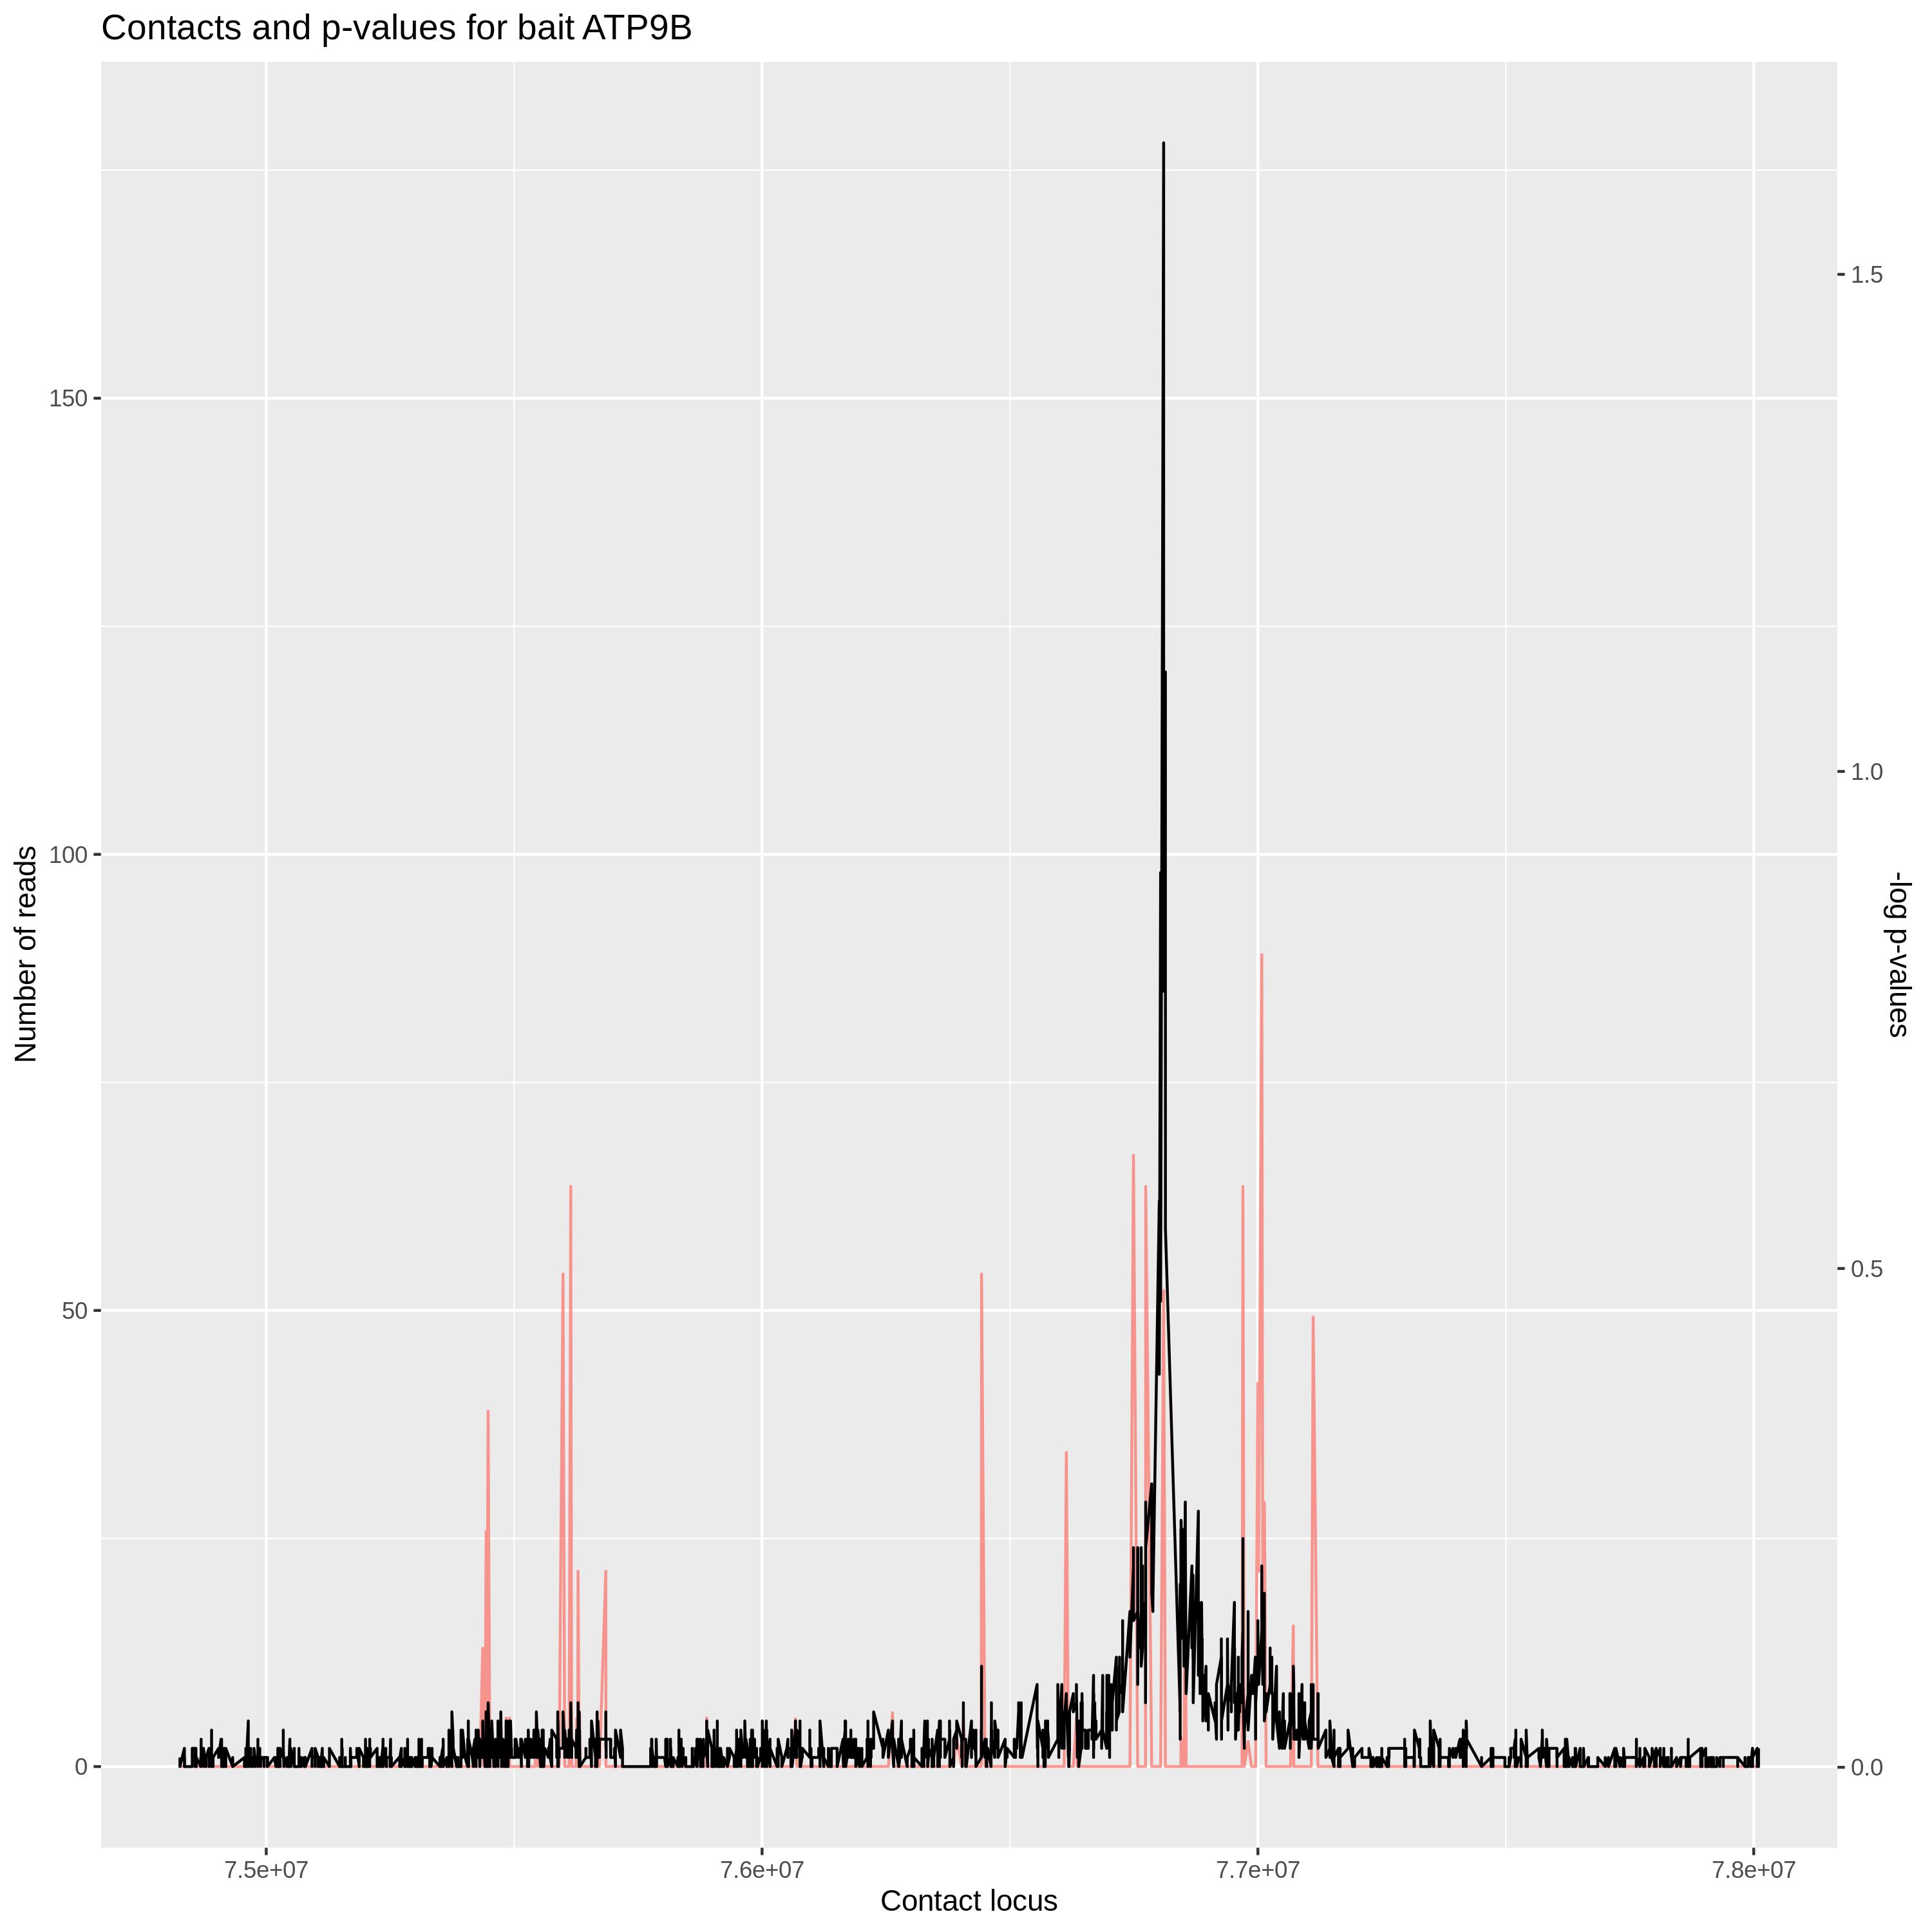 Contacts and p-values for bait ATP9B
150
100
50
0
Number of reads
1.5
1.0
0.5
0.0
-log p-values
7.5e+07 7.6e+07 7.7e+07 7.8e+07
Contact locus